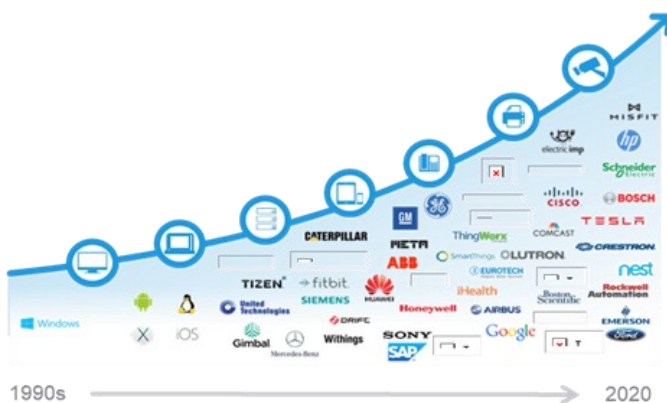 MISFIT
electric imp
hp
Schneider
Electric
CISCO
BOSCH
GM
GE
TESLA
CATERPILLAR
ThingWorx
COMCAST
META
CRESTRON
ABB
SmartThings
LUTRON
EUROTECH
nest
TIZEN
fitbit
HUAWEI
iHealth
Boston
Scientific
Rockwell
Automation
United
Technologies
SIEMENS
Honeywell
AIRBUS
Windows
DRIFT
EMERSON
X
iOS
Gimbal
Mercedes-Benz
Withings
SONY
SAP
Google
Ford
1990s
2020